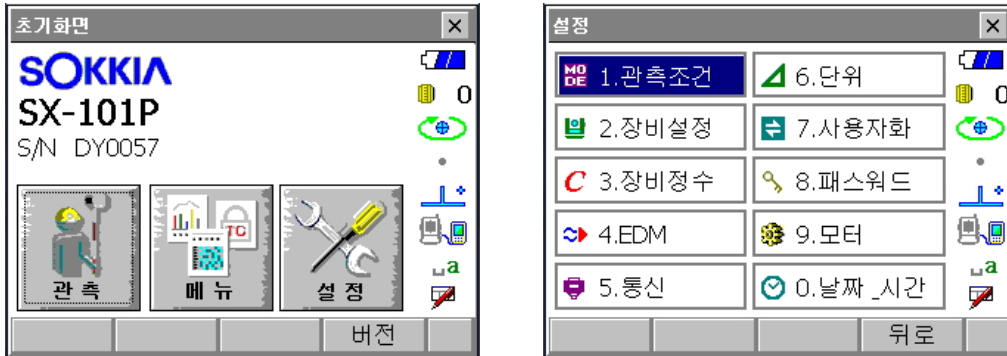 초기화면
SOKKIA
SX-101P
S/N DY0057
0
관측
메뉴
설정
a
버전
설정
MODE 1.관측조건
2.장비설정
C 3.장비정수
4.EDM
5.통신
6.단위
7.사용자화
8.패스워드
9.모터
0.날짜_시간
0
a
뒤로